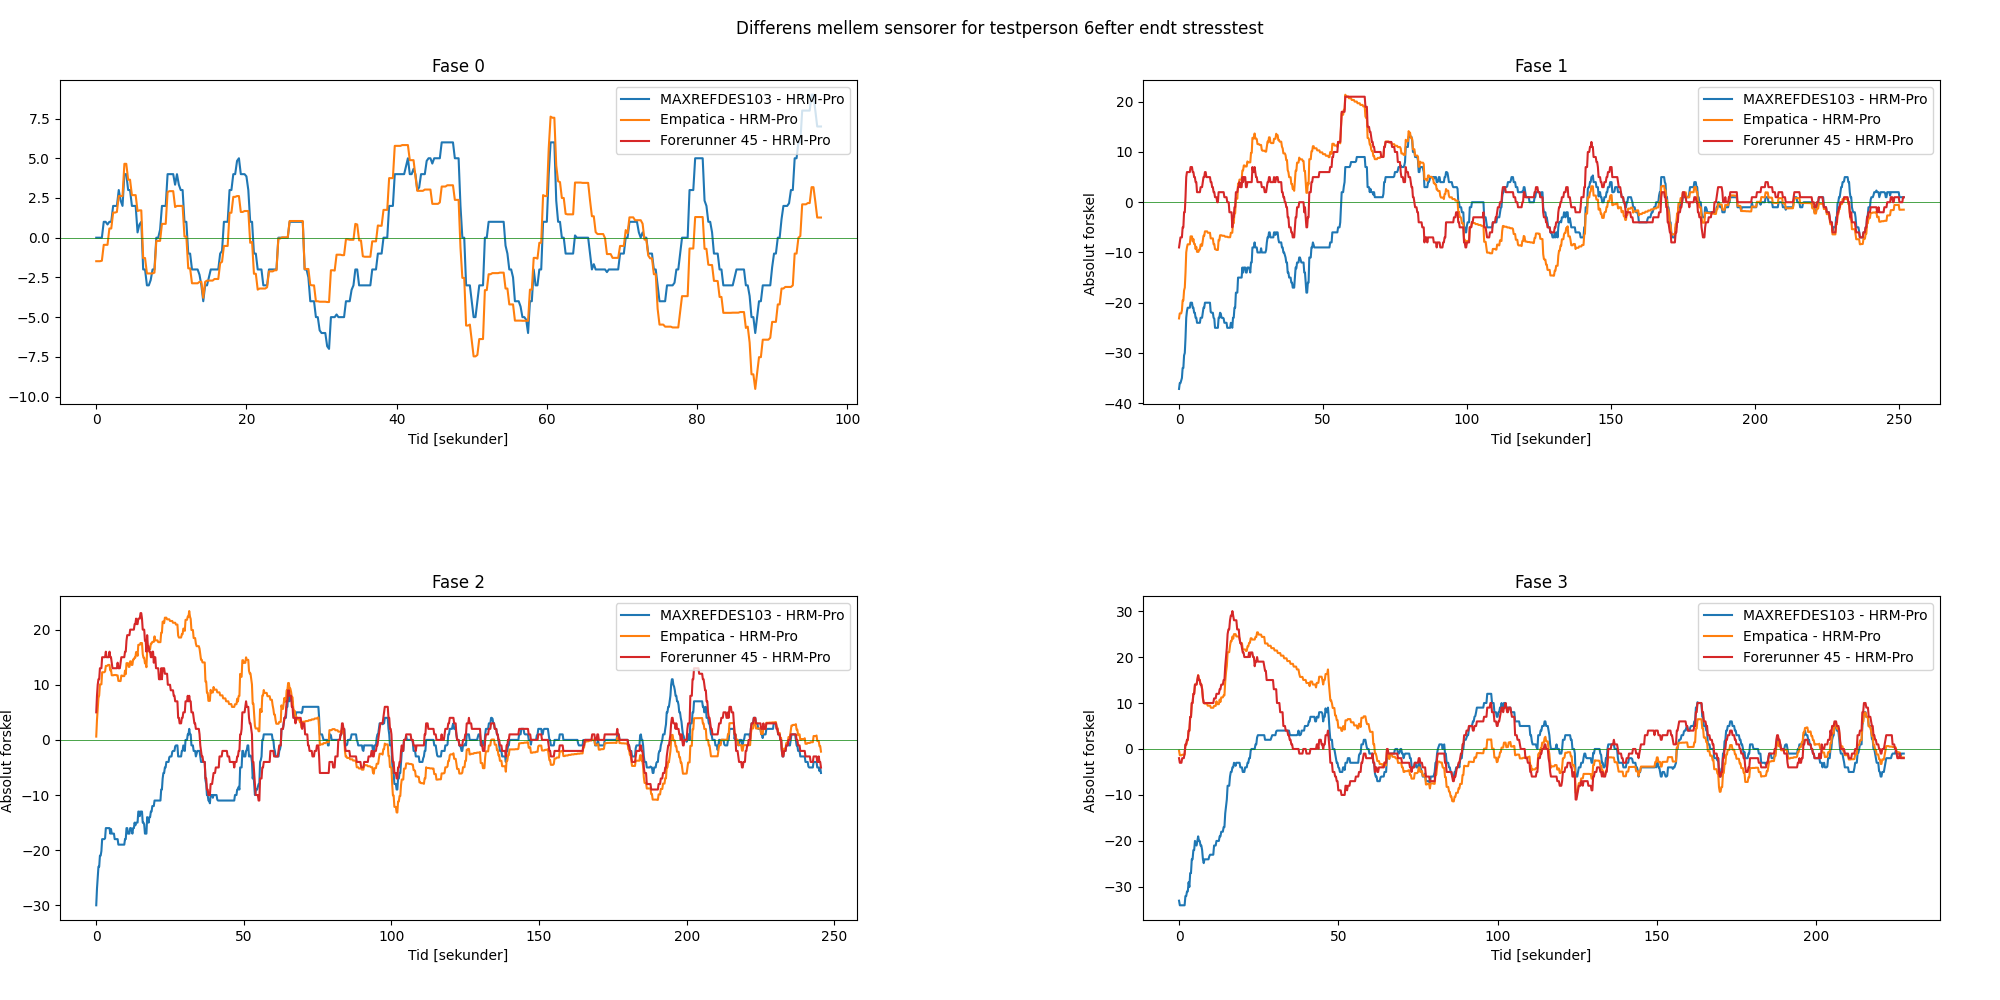 Differens mellem sensorer for testperson 6efter endt stresstest
Fase 0
MAXREFDES103 - HRM-Pro
Empatica - HRM-Pro
Forerunner 45 - HRM-Pro
7.5
5.0
2.5
0.0
−2.5
−5.0
−7.5
−10.0
0 20 40 60 80 100
Tid [sekunder]
Fase 1
MAXREFDES103 - HRM-Pro
Empatica - HRM-Pro
Forerunner 45 - HRM-Pro
Absolut forskel
20
10
0
−10
−20
−30
−40
0 50 100 150 200 250
Tid [sekunder]
Fase 2
MAXREFDES103 - HRM-Pro
Empatica - HRM-Pro
Forerunner 45 - HRM-Pro
Absolut forskel
20
10
0
−10
−20
−30
0 50 100 150 200 250
Tid [sekunder]
Fase 3
MAXREFDES103 - HRM-Pro
Empatica - HRM-Pro
Forerunner 45 - HRM-Pro
Absolut forskel
30
20
10
0
−10
−20
−30
0 50 100 150 200
Tid [sekunder]